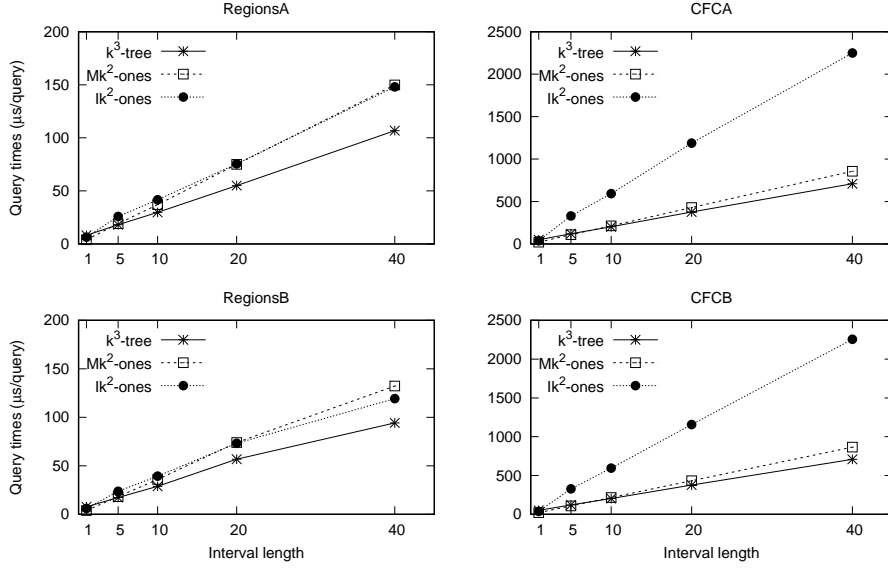 RegionsA
Query times (µs/query)
200
150
100
50
0
k³-tree
Mk²-ones
Ik²-ones
1 5 10 20 40
CFCA
2500
2000
1500
1000
500
0
k³-tree
Mk²-ones
Ik²-ones
1 5 10 20 40
RegionsB
Query times (µs/query)
200
150
100
50
0
k³-tree
Mk²-ones
Ik²-ones
1 5 10 20 40
Interval length
CFCB
2500
2000
1500
1000
500
0
k³-tree
Mk²-ones
Ik²-ones
1 5 10 20 40
Interval length